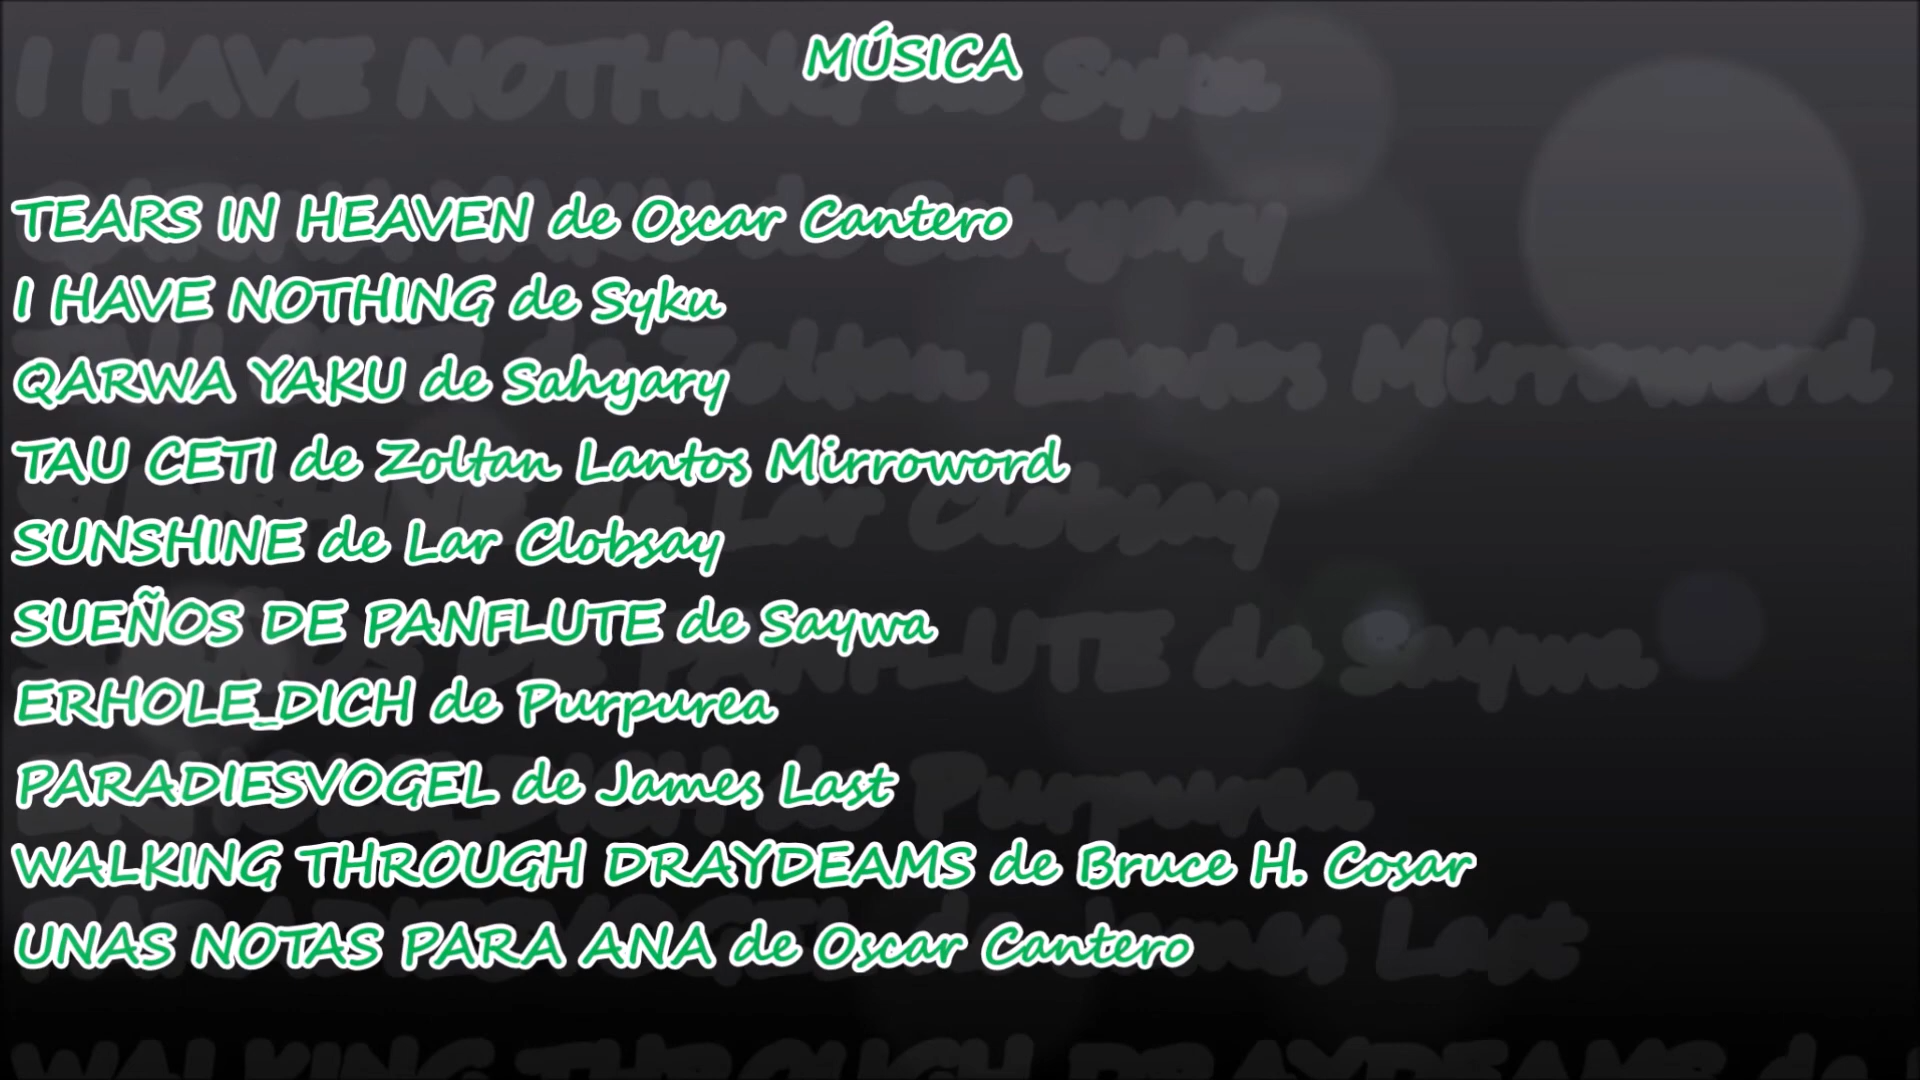 MÚSICA
TEARS IN HEAVEN de Oscar Cantero
I HAVE NOTHING de Syku
QARWA YAKU de Sahyary
TAU CETI de Zoltan Lantos Mirroword
SUNSHINE de Lar Clobsay
SUEÑOS DE PANFLUTE de Saywa
ERHOLE_DICH de Purpurea
PARADIESVOGEL de James Last
WALKING THROUGH DRAYDEAMS de Bruce H. Cosar
UNAS NOTAS PARA ANA de Oscar Cantero